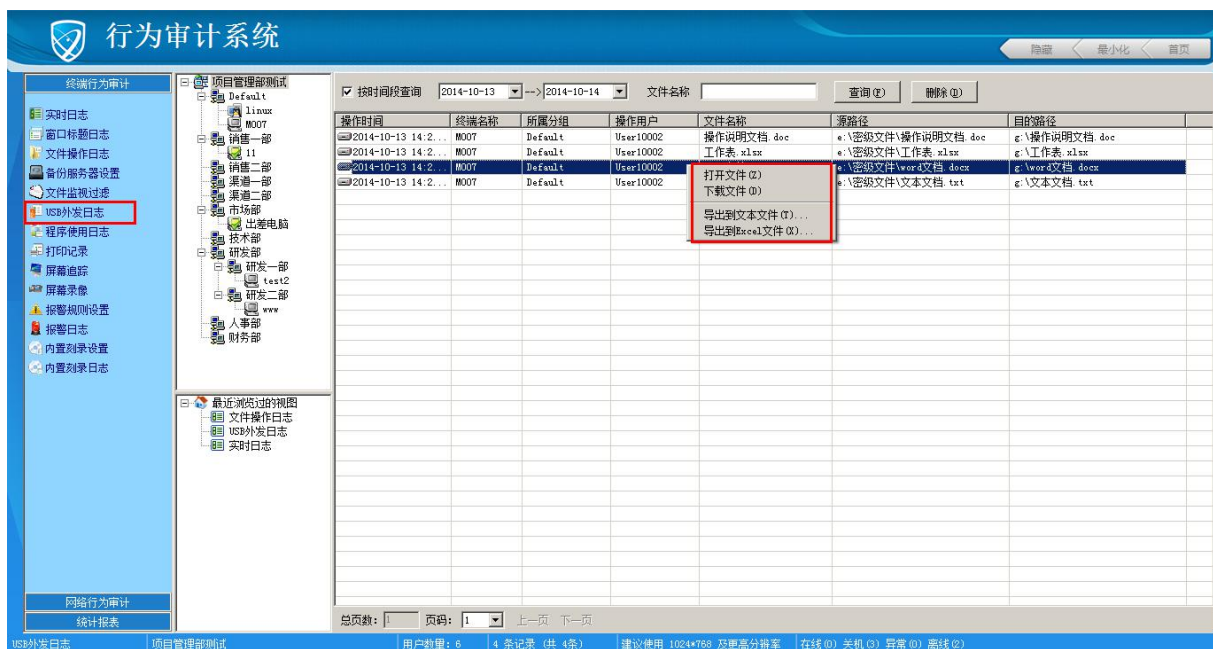 行为审计系统
隐藏
最小化
首页
终端行为审计
实时日志
窗口标题日志
文件操作日志
备份服务器设置
文件监视过滤
USB外发日志
程序使用日志
打印记录
屏幕追踪
屏幕录像
报警规则设置
报警日志
内置刻录设置
内置刻录日志
网络行为审计
统计报表
项目管理部测试
Default
linux
M007
销售一部
11
销售二部
渠道一部
渠道二部
市场部
出差电脑
技术部
研发部
研发一部
test2
研发二部
www
人事部
财务部
最近浏览过的视图
文件操作日志
USB外发日志
实时日志
按时间段查询 2014-10-13 --> 2014-10-14 文件名称 查询(F) 删除(D)
操作时间 终端名称 所属分组 操作用户 文件名称 源路径 目的路径
2014-10-13 14:2... M007 Default User10002 操作说明文档.doc e:\密级文件\操作说明文档.doc g:\操作说明文档.doc
2014-10-13 14:2... M007 Default User10002 工作表.xlsx e:\密级文件\工作表.xlsx g:\工作表.xlsx
2014-10-13 14:2... M007 Default User10002 e:\密级文件\word文档.docx g:\word文档.docx
2014-10-13 14:2... M007 Default User10002 e:\密级文件\文本文档.txt g:\文本文档.txt
打开文件(Z)
下载文件(D)
导出到文本文件(T)...
导出到Excel文件(X)...
总页数: 1 页码: 1 上一页 下一页
USB外发日志 项目管理部测试 用户数量: 6 4 条记录 (共 4条) 建议使用 1024*768 及更高分辨率 在线(0) 关机(3) 异常(0) 离线(2)